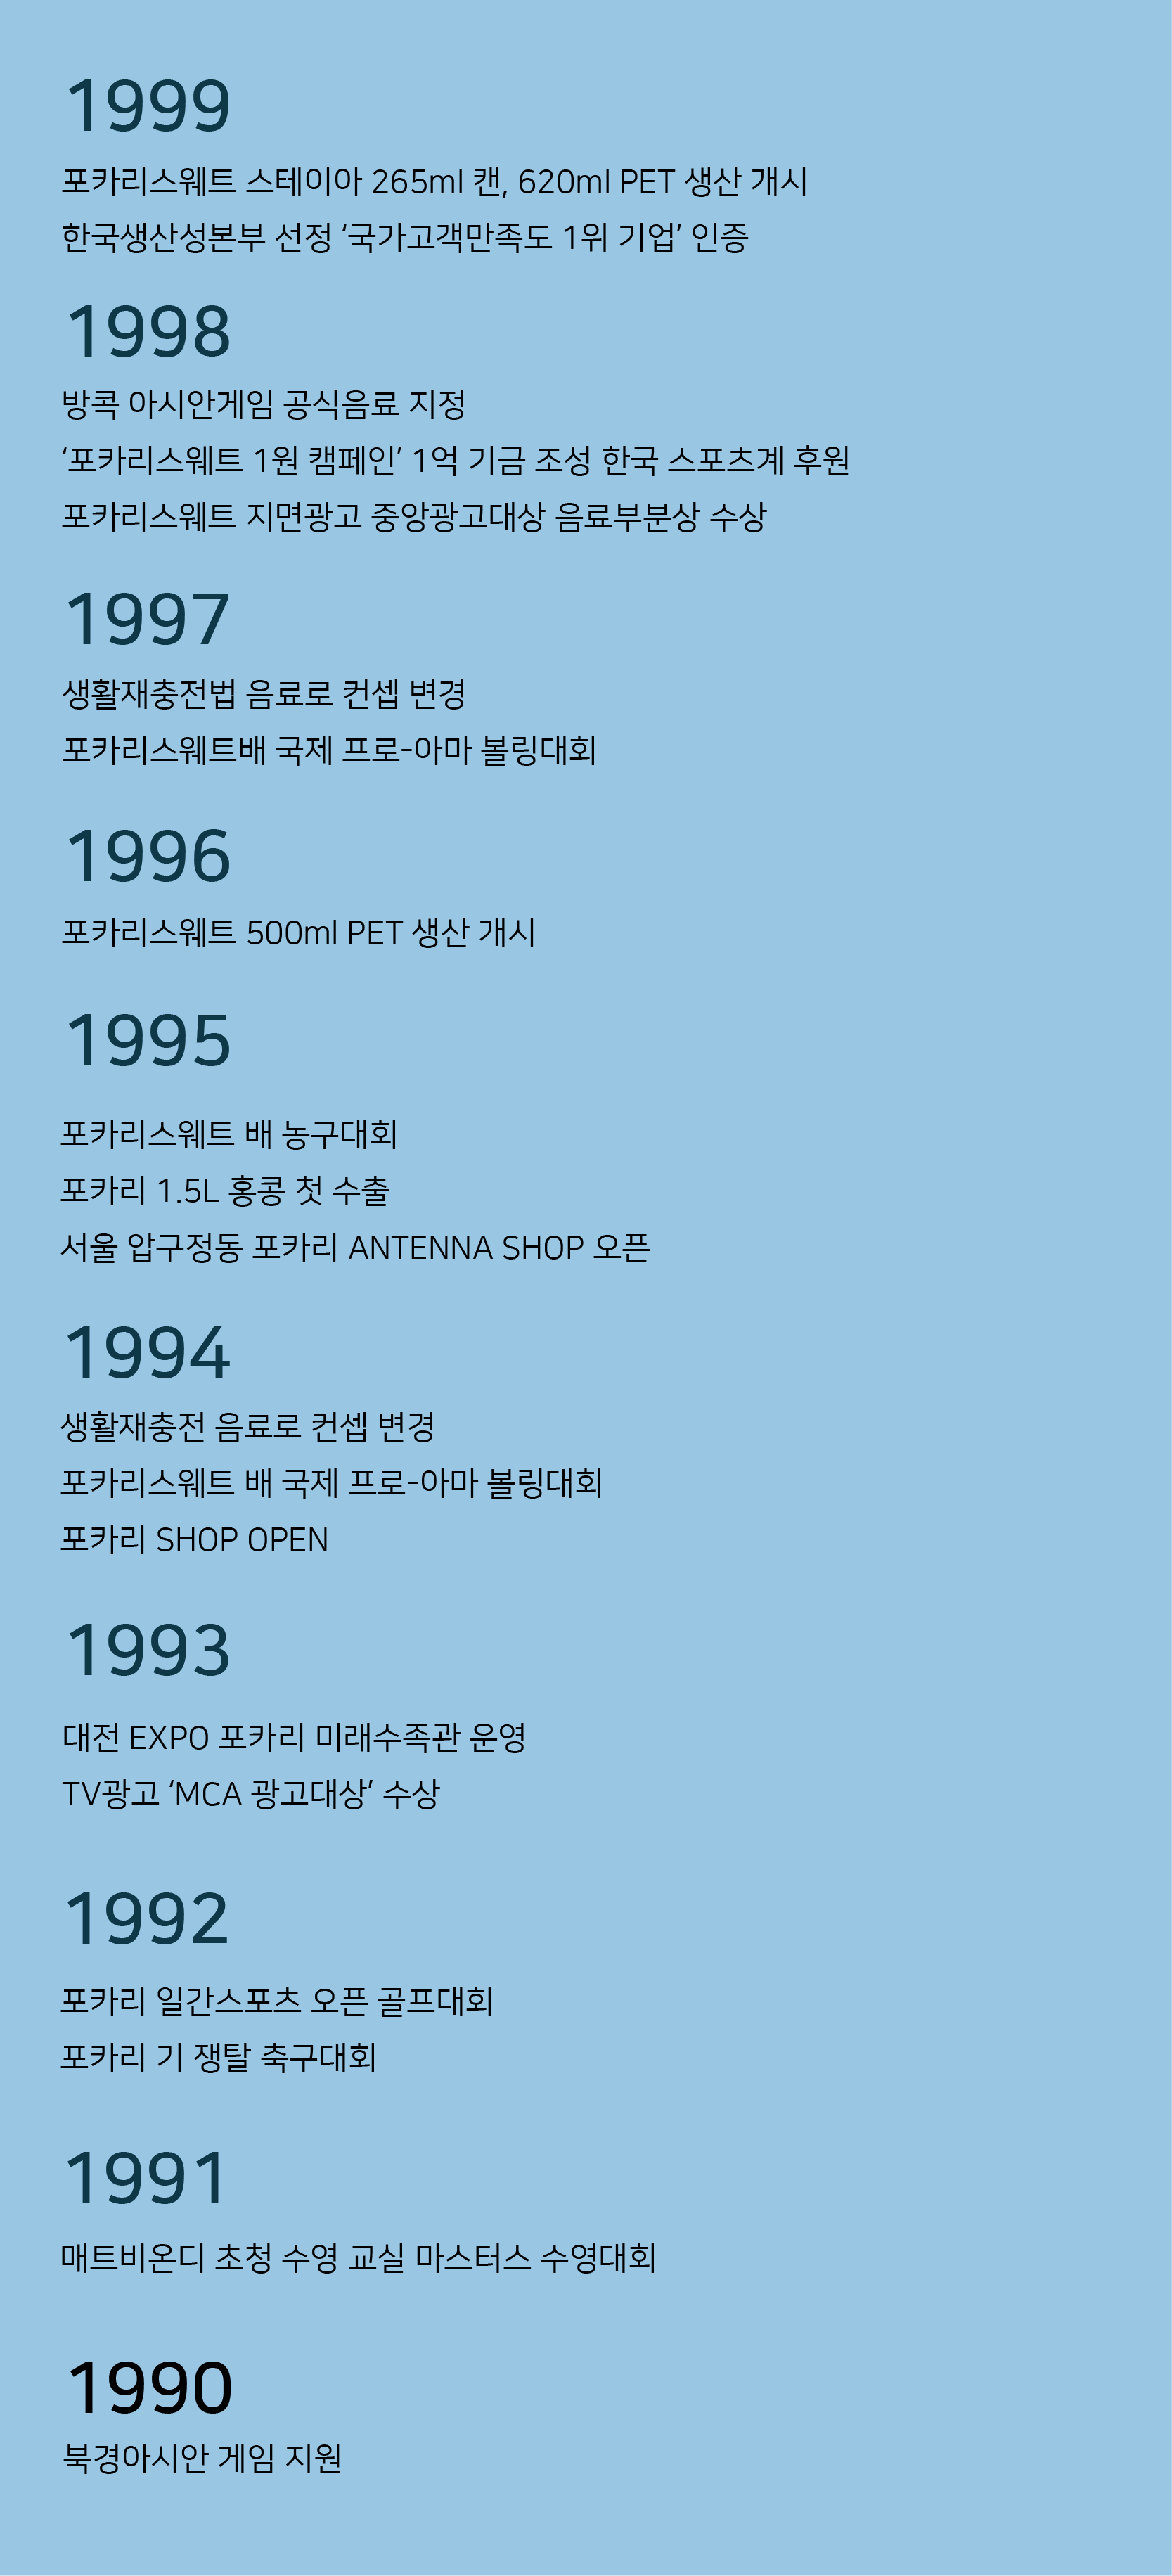 1999
포카리스웨트 스테이아 265ml 캔, 620ml PET 생산 개시
한국생산성본부 선정 ‘국가고객만족도 1위 기업’ 인증
1998
방콕 아시안게임 공식음료 지정
‘포카리스웨트 1원 캠페인’ 1억 기금 조성 한국 스포츠계 후원
포카리스웨트 지면광고 중앙광고대상 음료부분상 수상
1997
생활재충전법 음료로 컨셉 변경
포카리스웨트배 국제 프로-아마 볼링대회
1996
포카리스웨트 500ml PET 생산 개시
1995
포카리스웨트 배 농구대회
포카리 1.5L 홍콩 첫 수출
서울 압구정동 포카리 ANTENNA SHOP 오픈
1994
생활재충전 음료로 컨셉 변경
포카리스웨트 배 국제 프로-아마 볼링대회
포카리 SHOP OPEN
1993
대전 EXPO 포카리 미래수족관 운영
TV광고 ‘MCA 광고대상’ 수상
1992
포카리 일간스포츠 오픈 골프대회
포카리 기 쟁탈 축구대회
1991
매트비온디 초청 수영 교실 마스터스 수영대회
1990
북경아시안 게임 지원